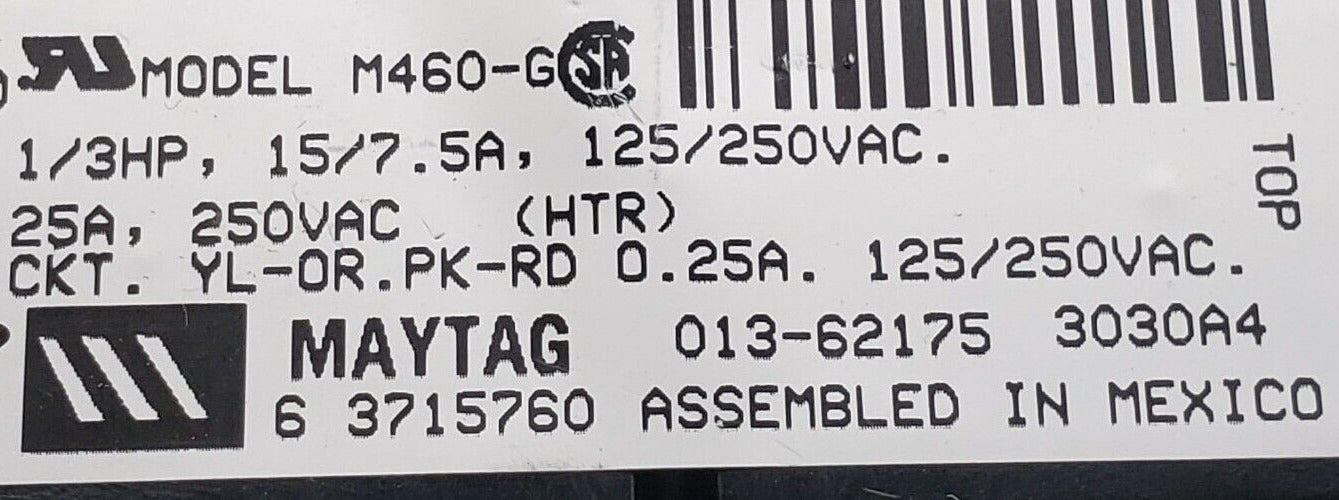 MODEL M460-G
1/3HP, 15/7.5A, 125/250VAC.
25A, 250VAC (HTR)
CKT. YL-OR.PK-RD 0.25A. 125/250VAC.
MAYTAG 013-62175 3030A4
6 3715760 ASSEMBLED IN MEXICO
TOP